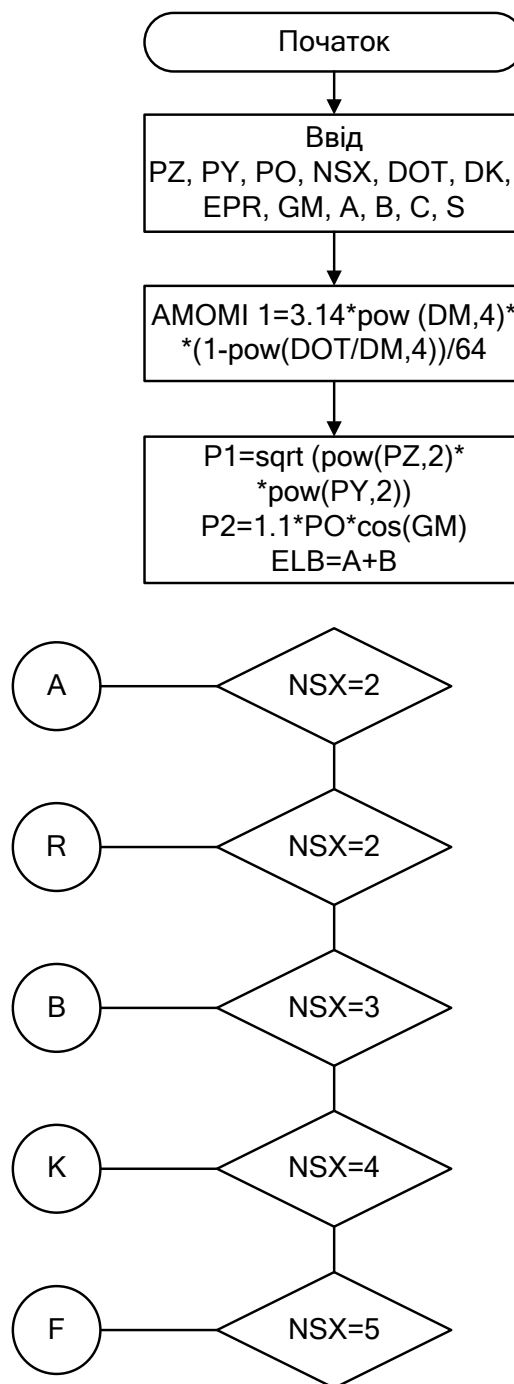 Початок
Ввід
PZ, PY, PO, NSX, DOT, DK,
EPR, GM, A, B, C, S
AMOMI 1=3.14*pow (DM,4)*
*(1-pow(DOT/DM,4))/64
P1=sqrt (pow(PZ,2)*
*pow(PY,2))
P2=1.1*PO*cos(GM)
ELB=A+B
A
NSX=2
R
NSX=2
B
NSX=3
K
NSX=4
F
NSX=5